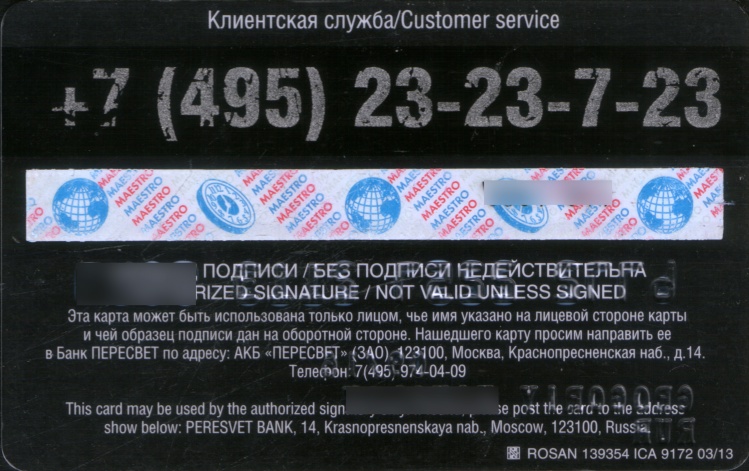 Клиентская служба/Customer service
+7 (495) 23-23-7-23
MAESTRO MAESTRO MAESTRO MAESTRO MAESTRO
ПОДПИСИ / БЕЗ ПОДПИСИ НЕДЕЙСТВИТЕЛЬНА
RIZED SIGNATURE / NOT VALID UNLESS SIGNED
Эта карта может быть использована только лицом, чье имя указано на лицевой стороне карты
и чей образец подписи дан на оборотной стороне. Нашедшего карту просим направить ее
в Банк ПЕРЕСВЕТ по адресу: АКБ «ПЕРЕСВЕТ» (ЗАО), 123100, Москва, Краснопресненская наб., д.14.
Телефон: 7(495)-974-04-09
This card may be used by the authorized sign post the card to the address
show below: PERESVET BANK, 14, Krasnopresnenskaya nab., Moscow, 123100, Russia.
ROSAN 139354 ICA 9172 03/13